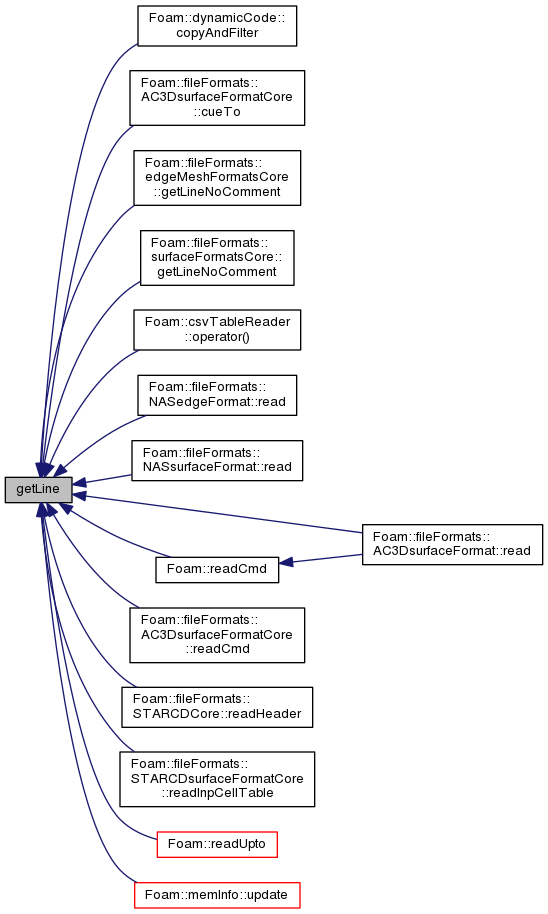 Foam::dynamicCode::
copyAndFilter
Foam::fileFormats::
AC3DsurfaceFormatCore
::cueTo
Foam::fileFormats::
edgeMeshFormatsCore
::getLineNoComment
Foam::fileFormats::
surfaceFormatsCore::
getLineNoComment
Foam::csvTableReader
::operator()
Foam::fileFormats::
NASedgeFormat::read
Foam::fileFormats::
NASsurfaceFormat::read
getLine
Foam::fileFormats::
AC3DsurfaceFormat::read
Foam::readCmd
Foam::fileFormats::
AC3DsurfaceFormatCore
::readCmd
Foam::fileFormats::
STARCDCore::readHeader
Foam::fileFormats::
STARCDsurfaceFormatCore
::readInpCellTable
Foam::readUpto
Foam::memInfo::update